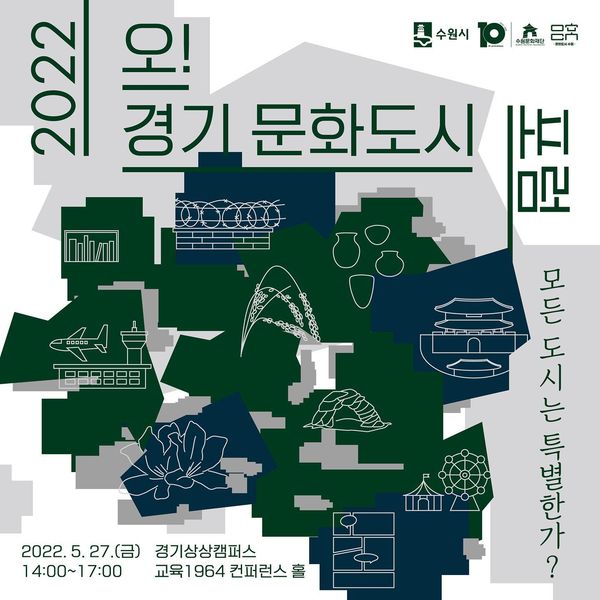 수원시
10
수원문화재단
2022
오!
경기 문화도시
포럼
모든 도시는 특별한가?
2022. 5. 27.(금) 경기상상캠퍼스
14:00~17:00 교육1964 컨퍼런스 홀